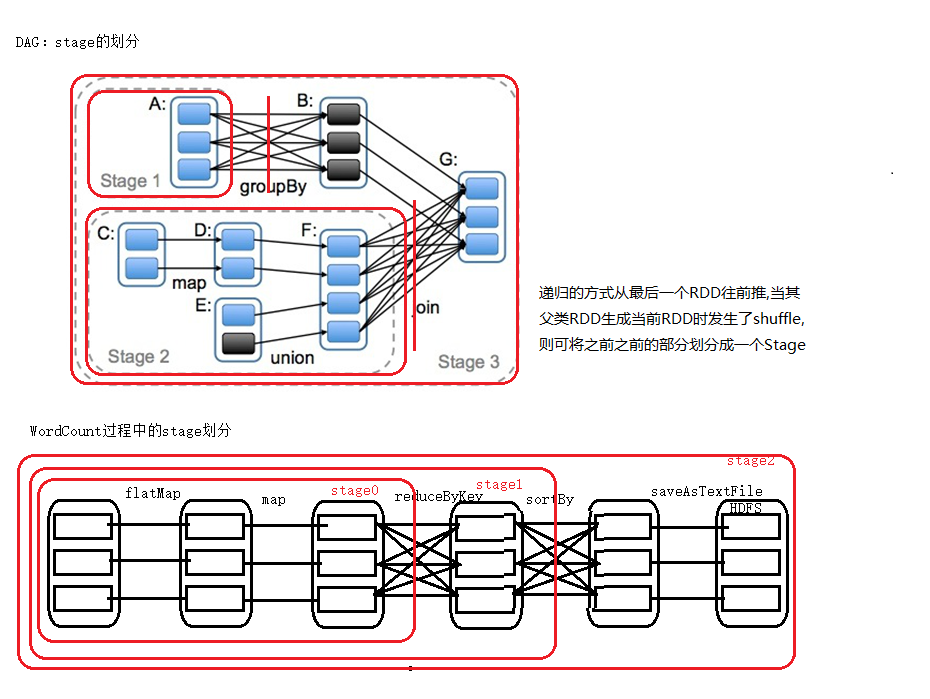 DAG：stage的划分
A:
B:
G:
Stage 1
groupBy
C:
D:
F:
map
E:
join
Stage 2
union
Stage 3
递归的方式从最后一个RDD往前推,当其
父类RDD生成当前RDD时发生了shuffle,
则可将之前之前的部分划分成一个Stage
WordCount过程中的stage划分
stage2
flatMap
map
stage0
reduceByKey
stage1
sortBy
saveAsTextFile
HDFS